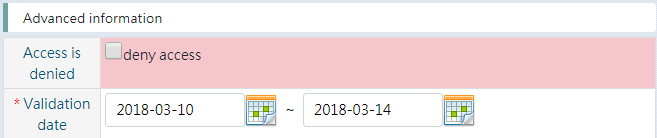 Advanced information
Access is denied
deny access
* Validation date
2018-03-10 ~ 2018-03-14